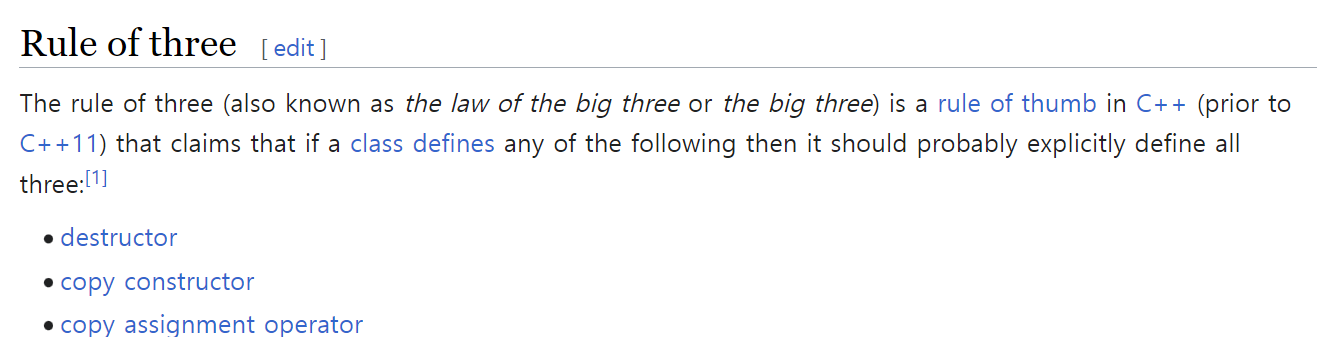 Rule of three [ edit ]
The rule of three (also known as the law of the big three or the big three) is a rule of thumb in C++ (prior to
C++11) that claims that if a class defines any of the following then it should probably explicitly define all
three:[1]
• destructor
• copy constructor
• copy assignment operator